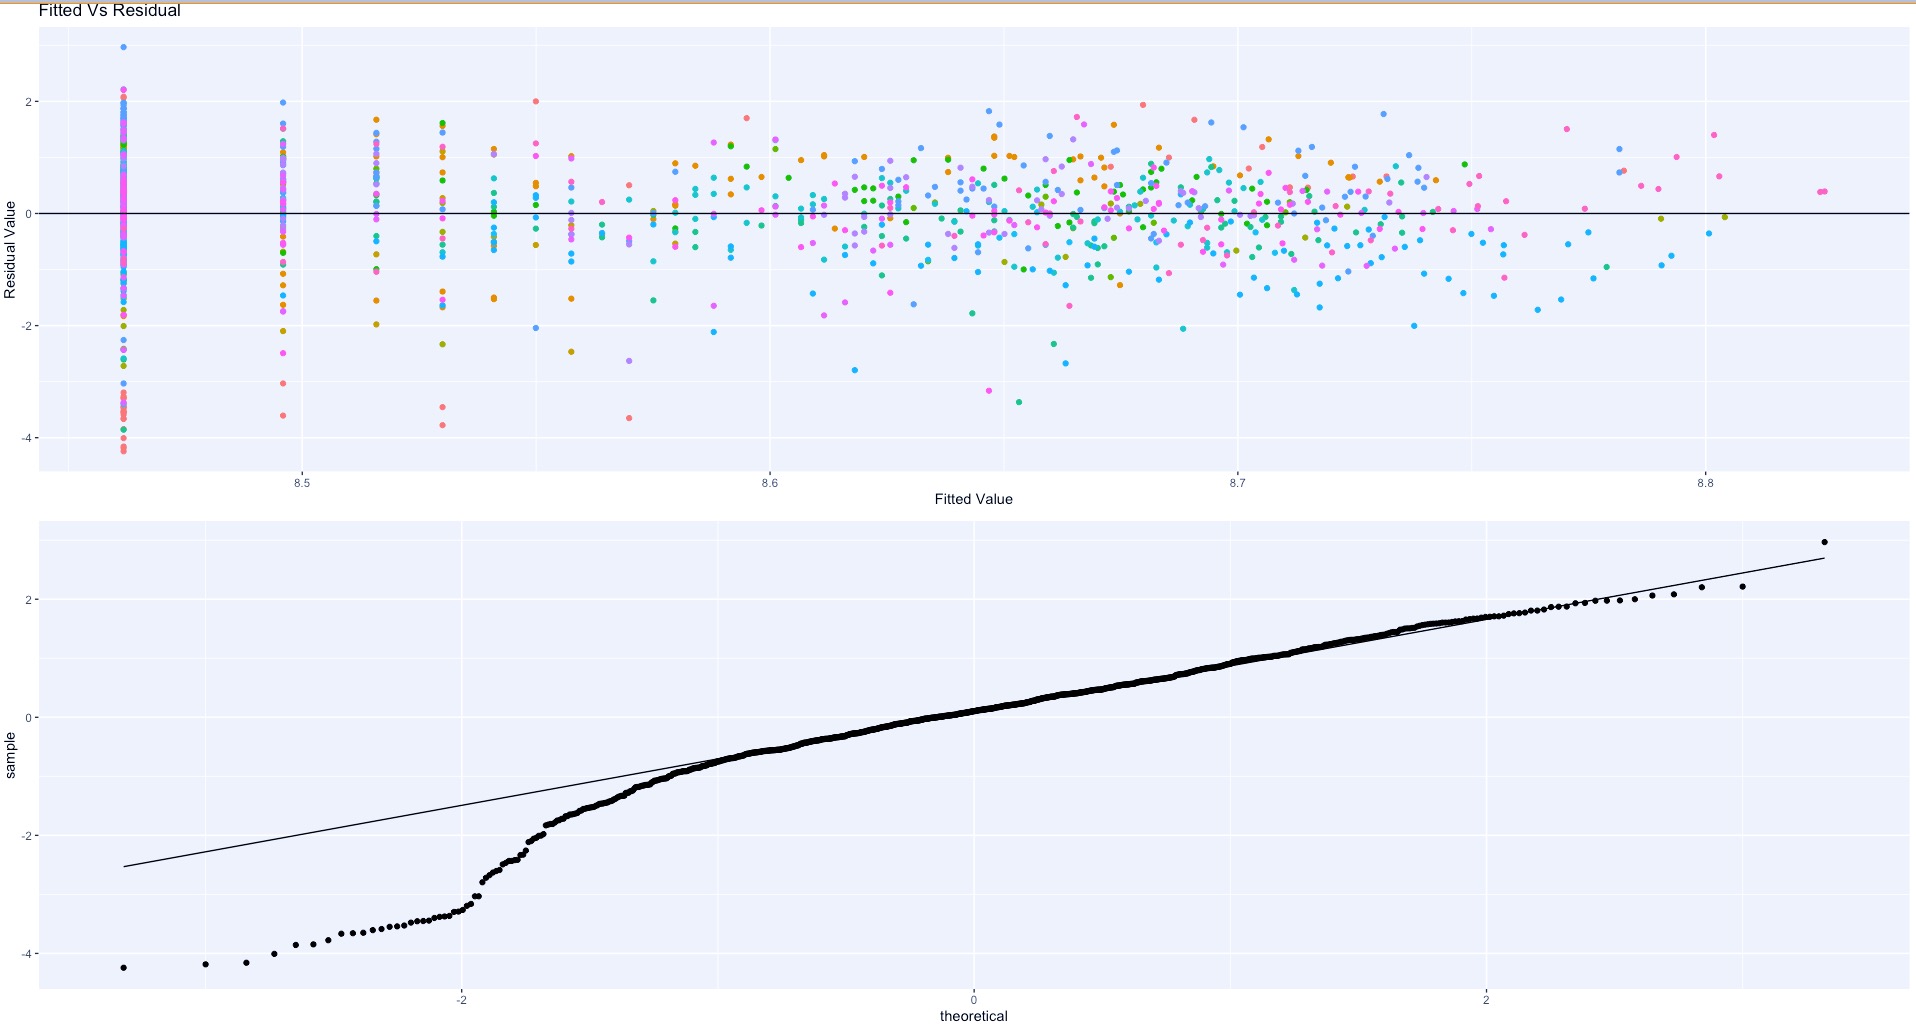 Fitted Vs Residual
Residual Value
2
0
-2
-4
8.5 8.6 8.7 8.8
Fitted Value
sample
2
0
-2
-4
-2 0 2
theoretical